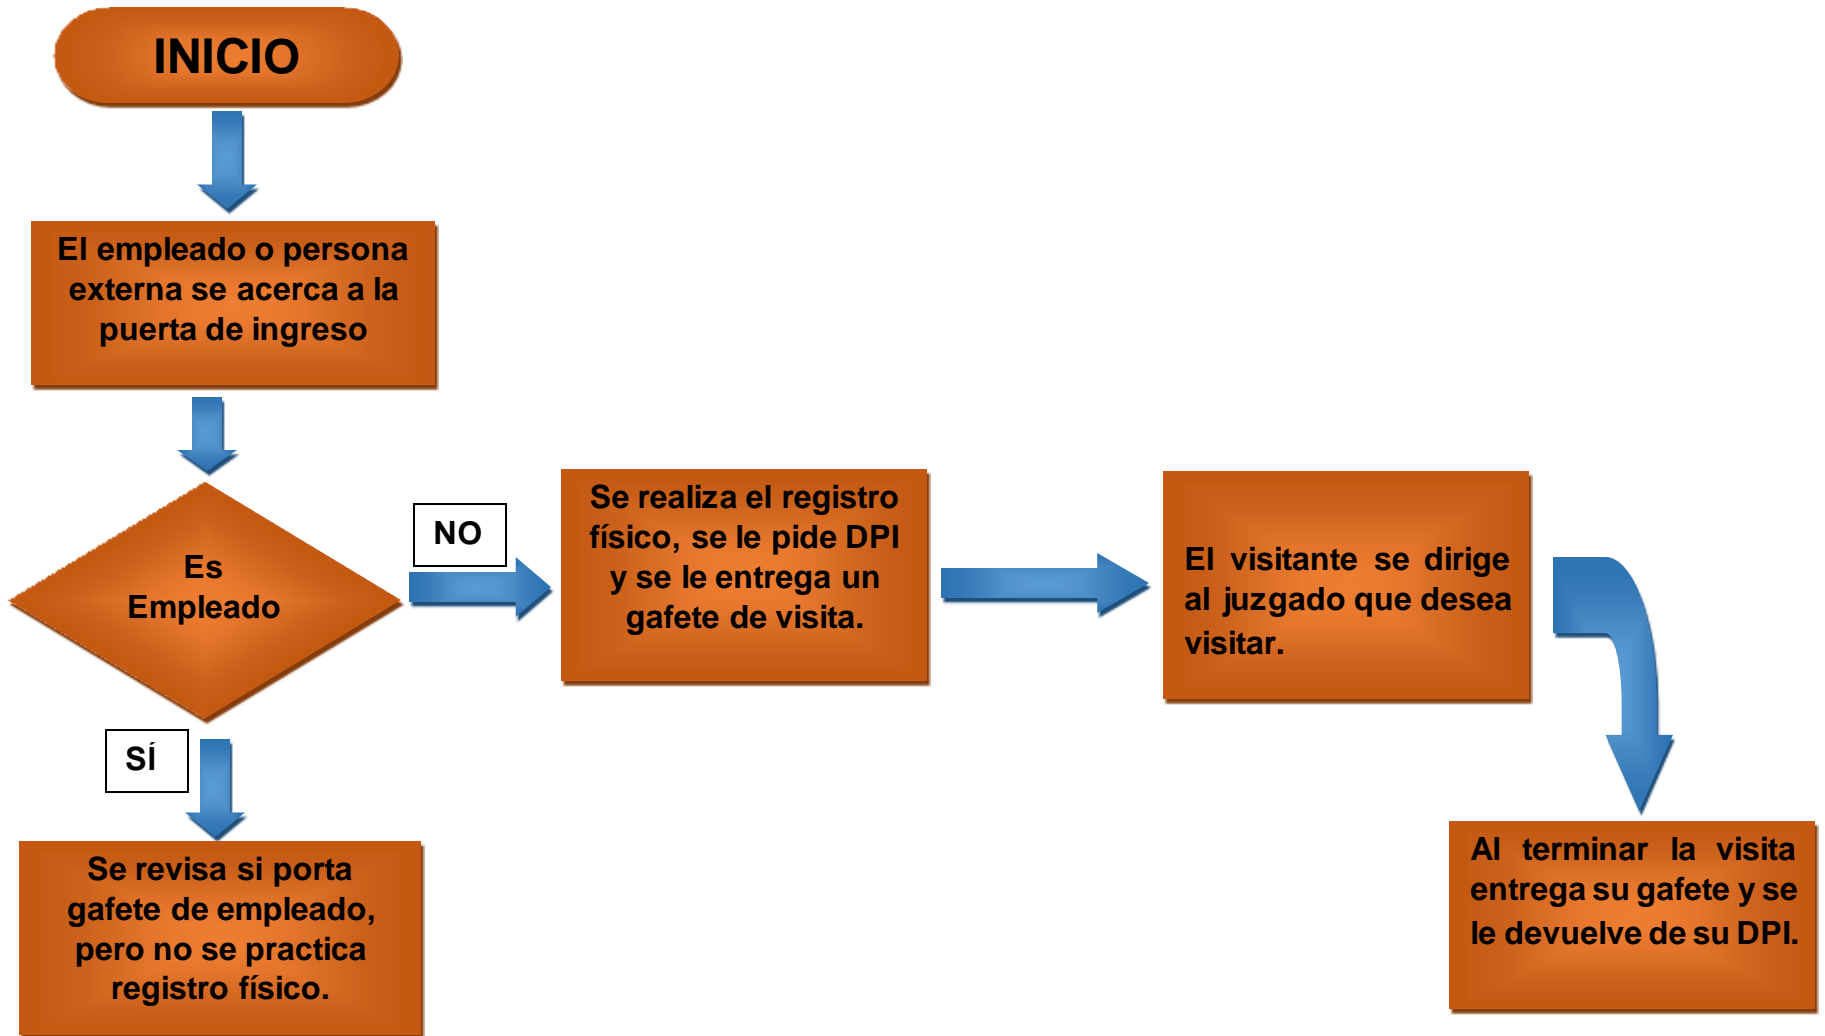 INICIO
El empleado o persona
externa se acerca a la
puerta de ingreso
Es
Empleado
NO
Se realiza el registro
físico, se le pide DPI
y se le entrega un
gafete de visita.
El visitante se dirige
al juzgado que desea
visitar.
SÍ
Se revisa si porta
gafete de empleado,
pero no se practica
registro físico.
Al terminar la visita
entrega su gafete y se
le devuelve de su DPI.